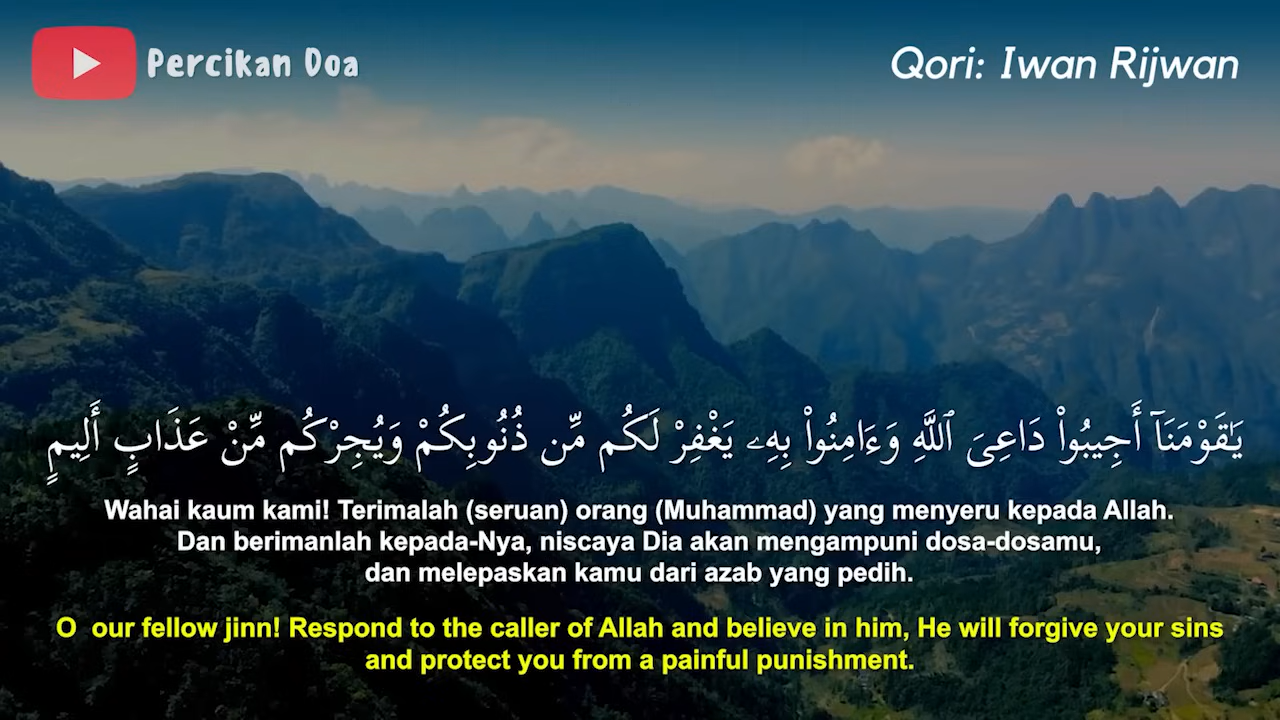 Percikan Doa
Qori: Iwan Rijwan
يَٰقَوْمَنَآ أَجِيبُوا۟ دَاعِىَ ٱللَّهِ وَءَامِنُوا۟ بِهِۦ يَغْفِرْ لَكُم مِّن ذُنُوبِكُمْ وَيُجِرْكُم مِّنْ عَذَابٍ أَلِيمٍ
Wahai kaum kami! Terimalah (seruan) orang (Muhammad) yang menyeru kepada Allah.
Dan berimanlah kepada-Nya, niscaya Dia akan mengampuni dosa-dosamu,
dan melepaskan kamu dari azab yang pedih.
O  our fellow jinn! Respond to the caller of Allah and believe in him, He will forgive your sins
and protect you from a painful punishment.